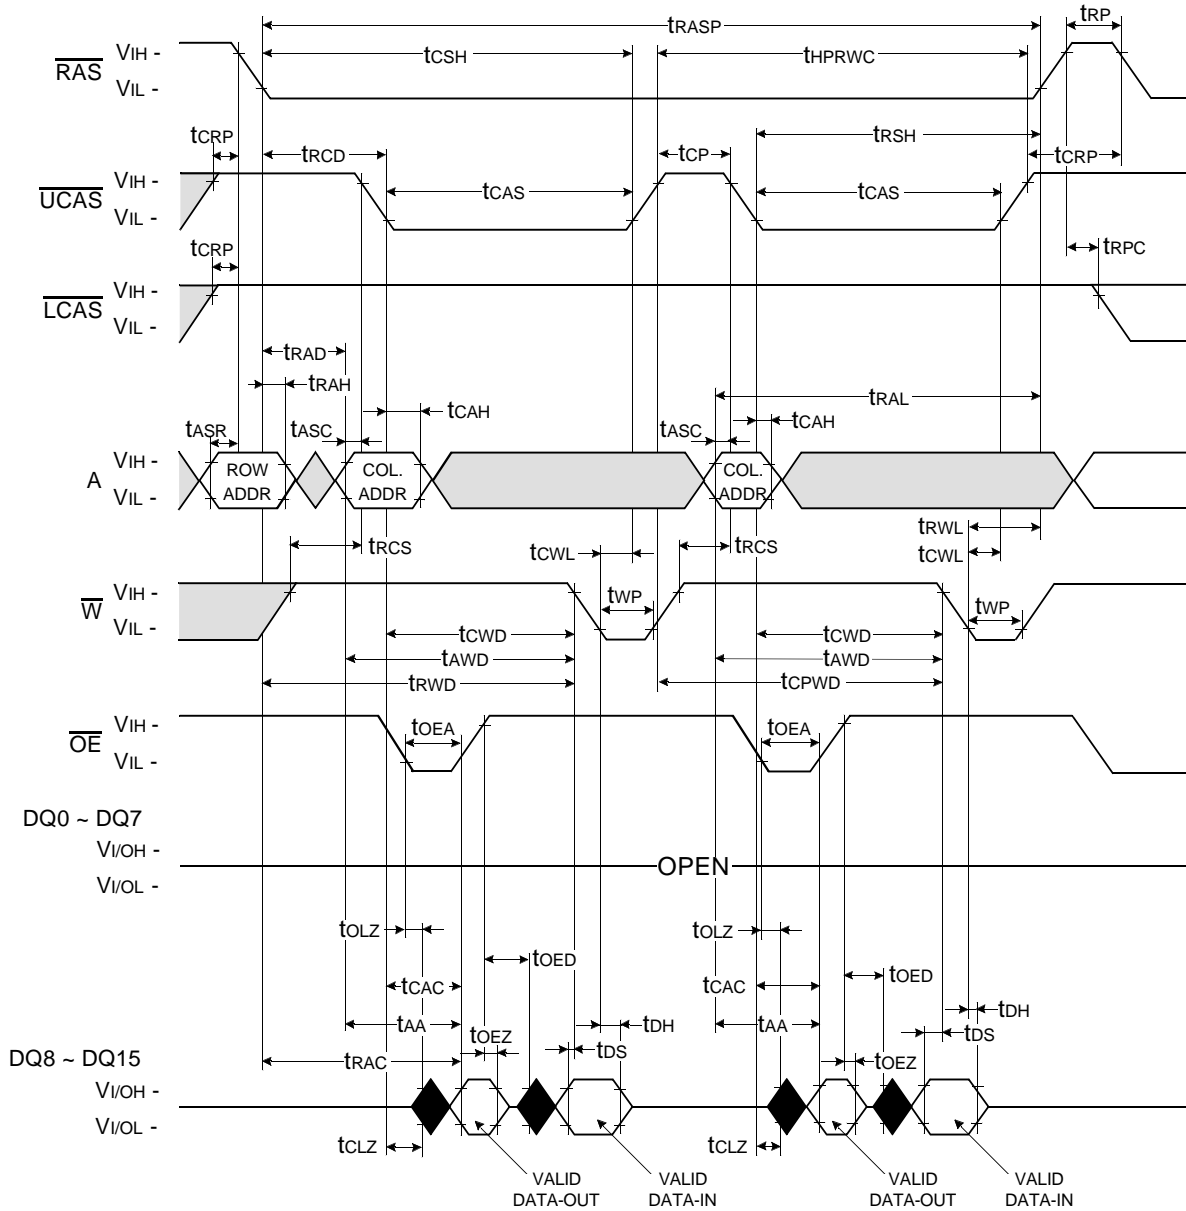 tRASP
tRP
VIH -
tCSH
tHPRWC
RAS
VIL -
tCRP
tRCD
tCP
tRSH
tCRP
VIH -
UCAS
tCAS
tCAS
VIL -
tCRP
tRPC
VIH -
LCAS
VIL -
tRAD
tRAH
tRAL
tCAH
tCAH
tASR
tASC
tASC
VIH -
ROW
COL.
COL.
A
VIL -
ADDR
ADDR
ADDR
tRWL
tRCS
tCWL
tRCS
tCWL
VIH -
W
tWP
tWP
VIL -
tCWD
tCWD
tAWD
tAWD
tRWD
tCPWD
VIH -
tOEA
tOEA
OE
VIL -
DQ0 ~ DQ7
VI/OH -
OPEN
VI/OL -
tOLZ
tOLZ
tOED
tOED
tCAC
tCAC
tAA
tOEZ
tDH
tAA
tDH
tDS
tDS
DQ8 ~ DQ15
tRAC
tOEZ
VI/OH -
VI/OL -
tCLZ
tCLZ
VALID
DATA-OUT
VALID
DATA-IN
VALID
DATA-OUT
VALID
DATA-IN